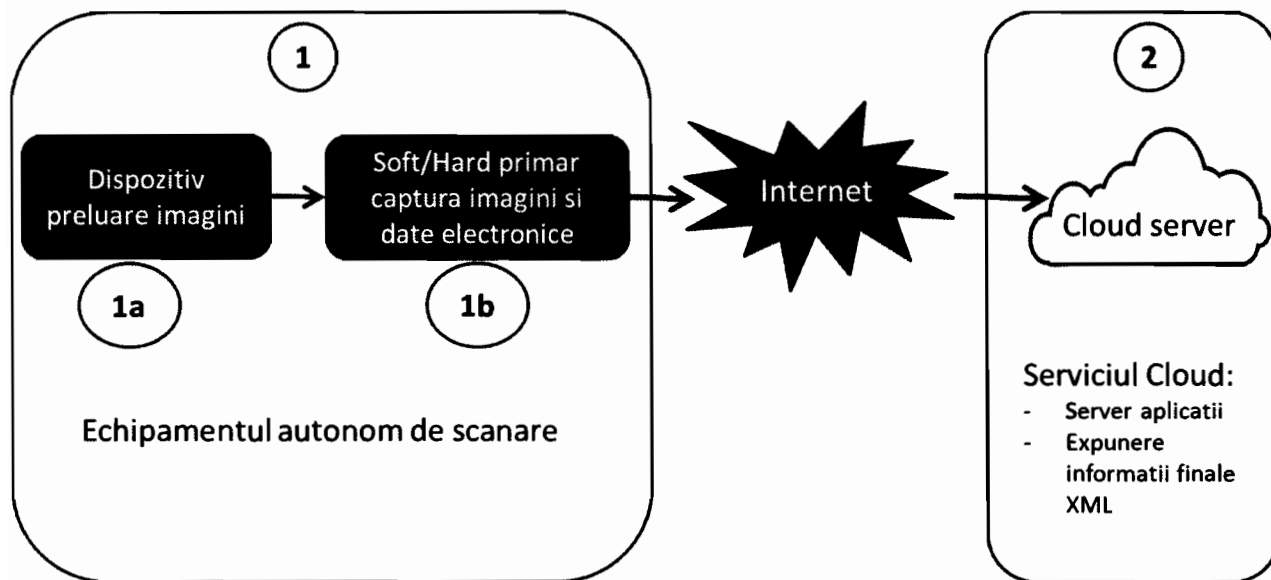 1
Dispozitiv
preluare imagini
1a
Soft/Hard primar
captura imagini si
date electronice
1b
Echipamentul autonom de scanare
Internet
2
Cloud server
Serviciul Cloud:
- Server aplicatii
- Expunere
informatii finale
XML